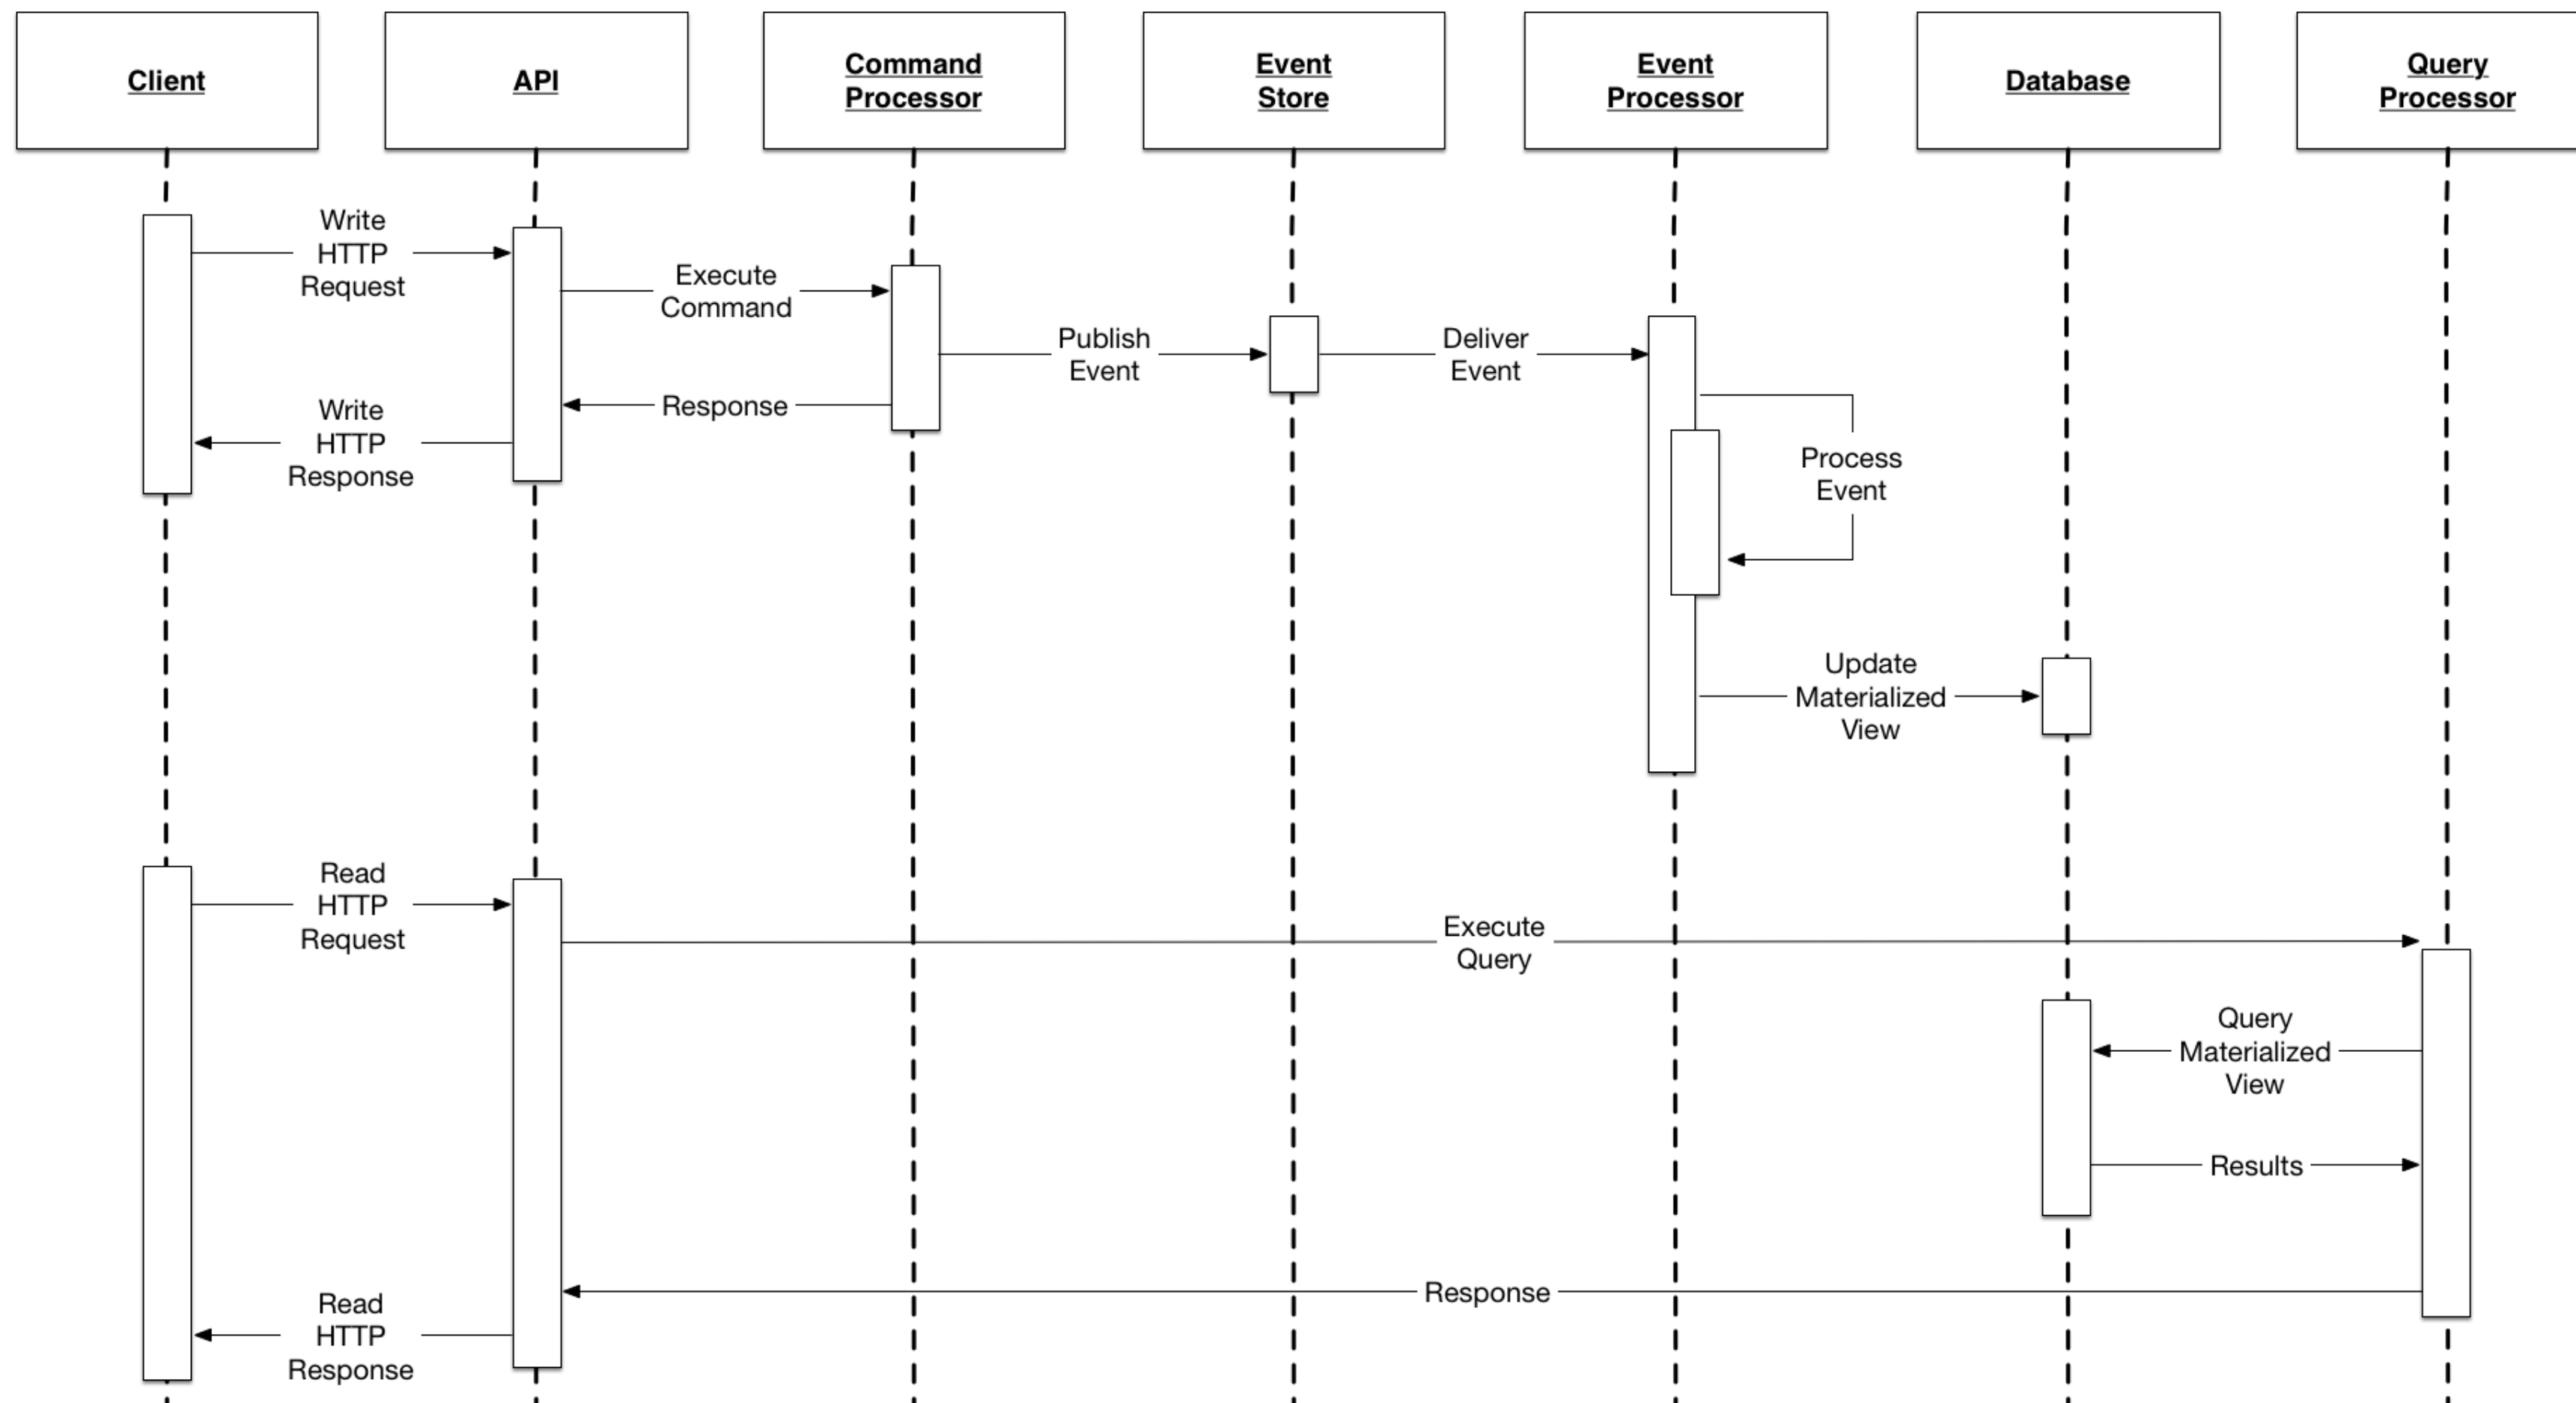 Client
API
Command
Processor
Event
Store
Event
Processor
Database
Query
Processor
Write
HTTP
Request
Execute
Command
Publish
Event
Deliver
Event
Response
Write
HTTP
Response
Process
Event
Update
Materialized
View
Read
HTTP
Request
Execute
Query
Query
Materialized
View
Results
Response
Read
HTTP
Response